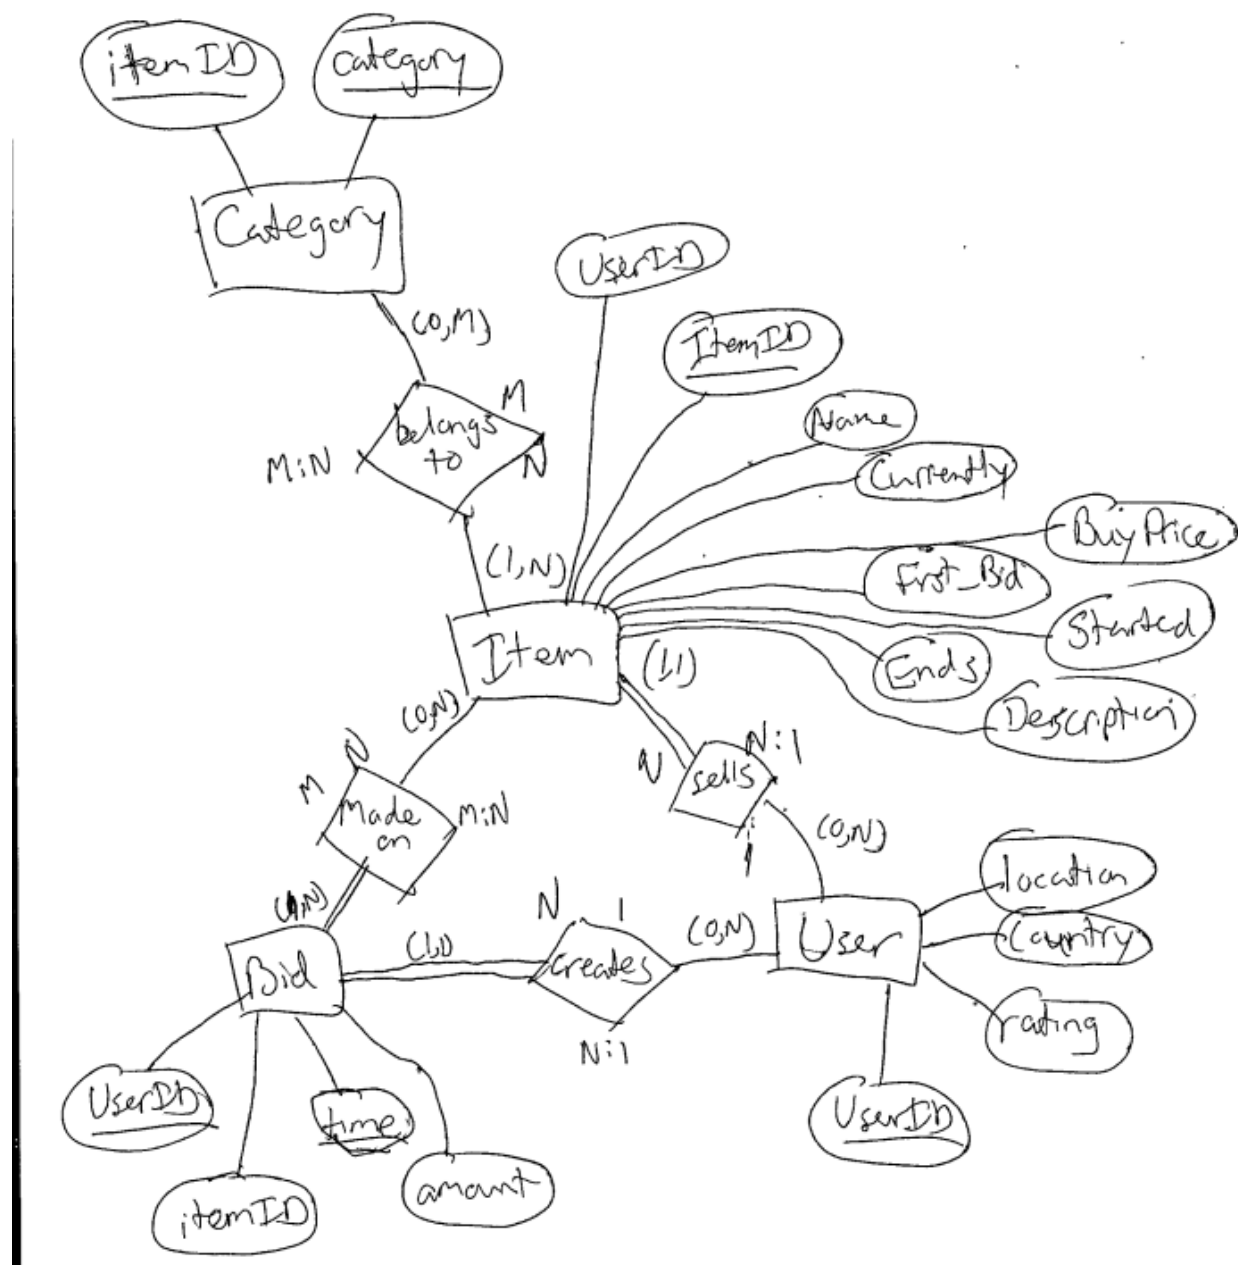 itemID
category
Category
(0,M)
UserID
ItemID
Name
Currently
BuyPrice
First_Bid
Started
Ends
Description
belongs
to
M
N
M:N
(1,N)
Item
(1,1)
(0,N)
N
M
Made
on
M:N
N
sells
N:1
1
(0,N)
Bid
(1,1)
N
1
creates
N:1
(0,N)
User
location
Country
rating
UserID
UserID
itemID
time
amount